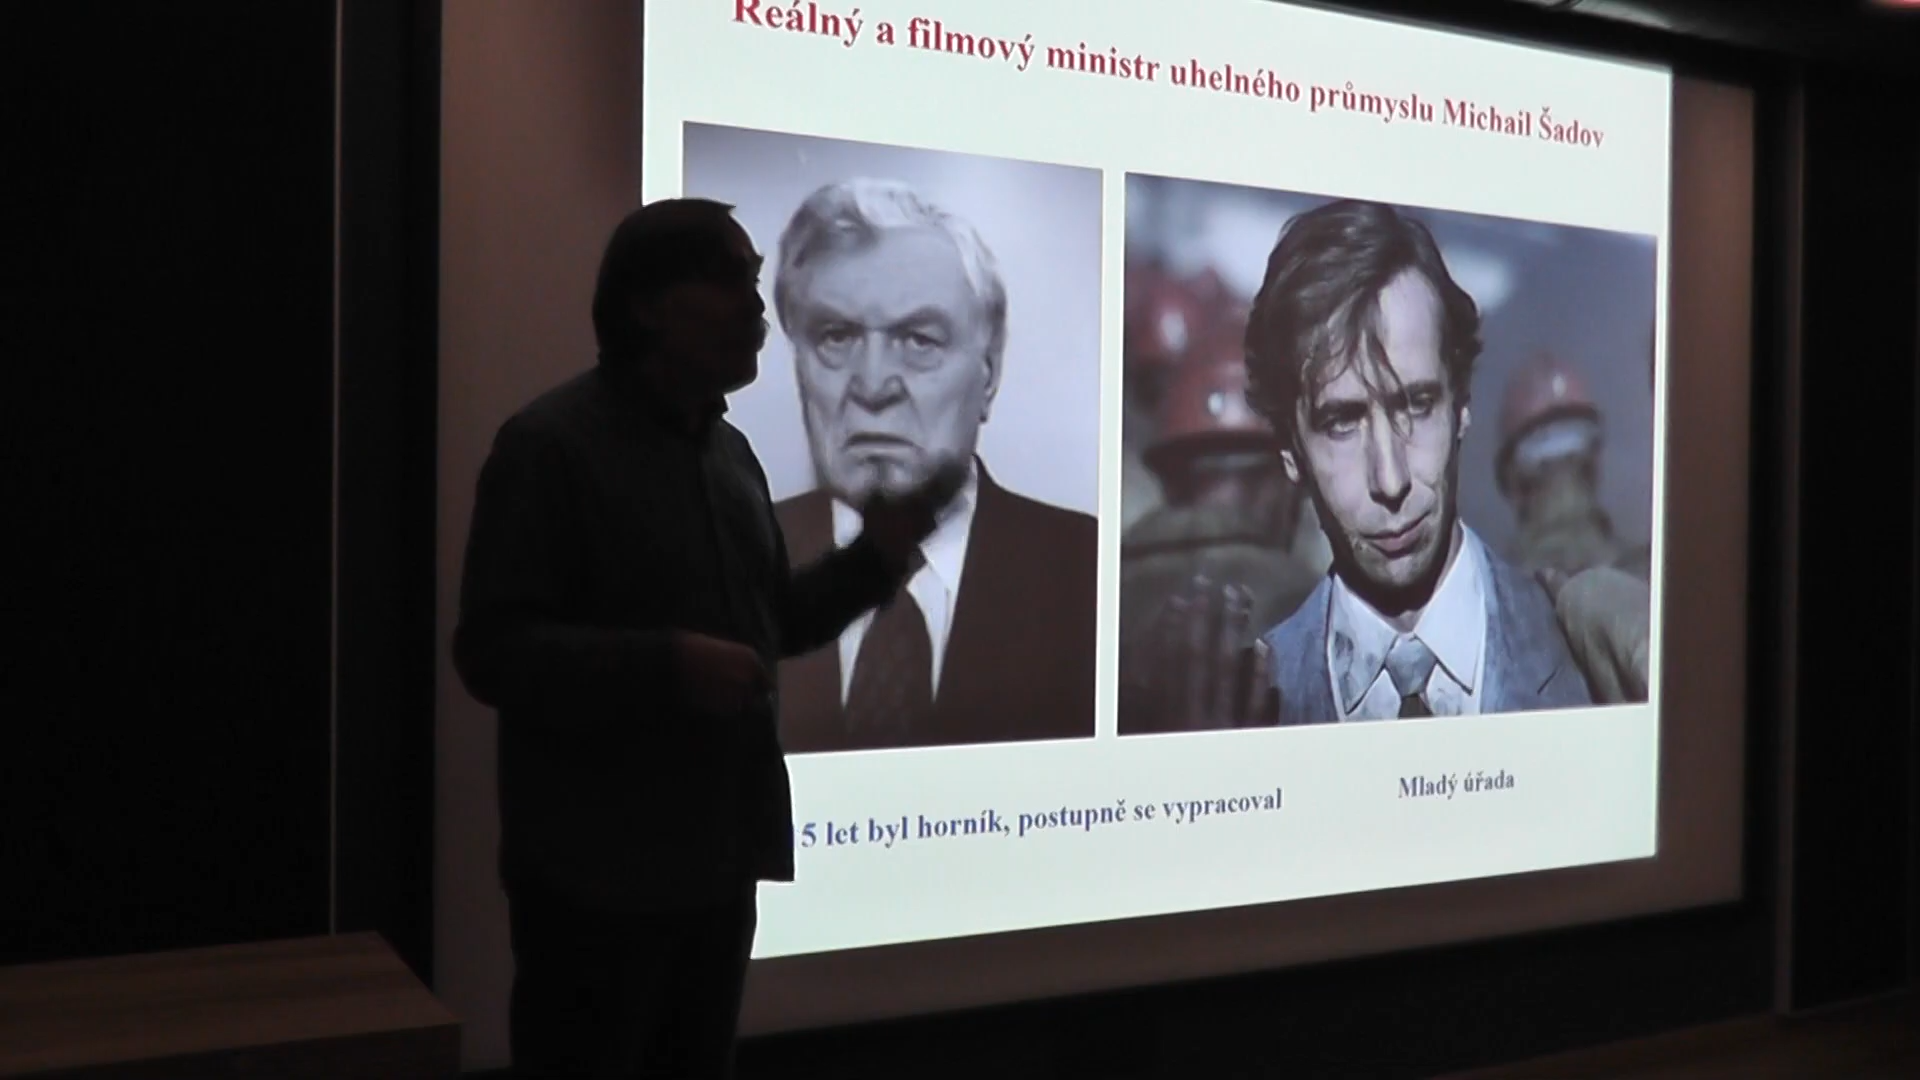 Reálný a filmový ministr uhelného průmyslu Michail Šadov
5 let byl horník, postupně se vypracoval
Mladý úřada